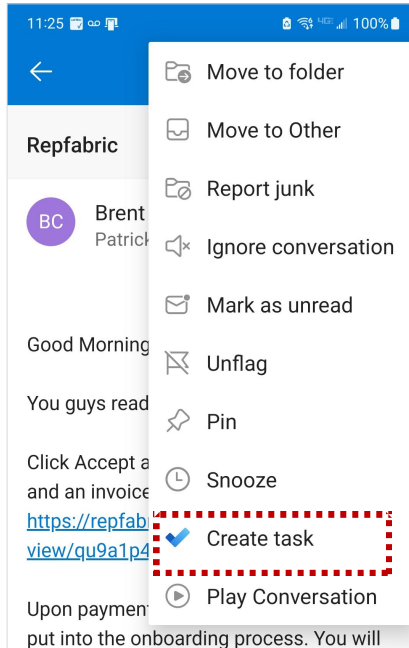 11:25 4GE 100%
Move to folder
Move to Other
Repfabric
Report junk
BC Brent
Patrick
Ignore conversation
Mark as unread
Good Morning
Unflag
You guys read
Pin
Click Accept a
Snooze
and an invoice
https://repfab
Create task
view/qu9a1p4
Play Conversation
Upon payment
put into the onboarding process. You will